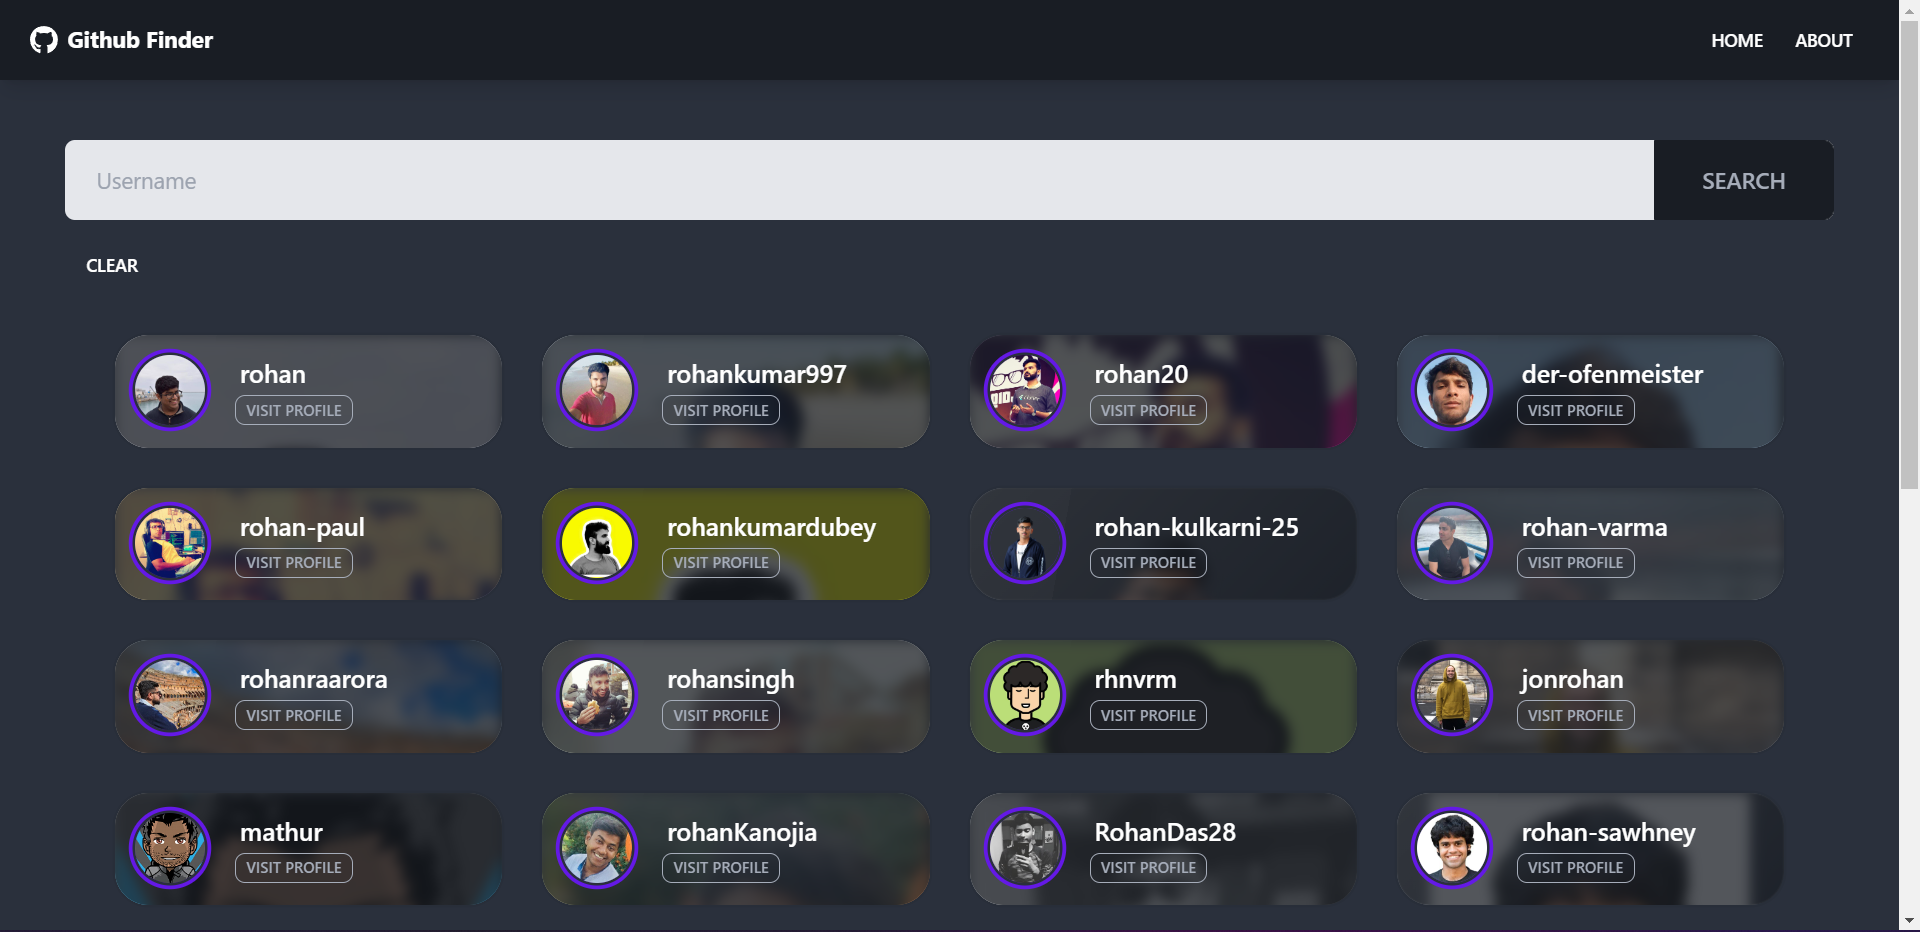 Github Finder
HOME ABOUT
Username
SEARCH
CLEAR
rohan
VISIT PROFILE
rohankumar997
VISIT PROFILE
rohan20
VISIT PROFILE
der-ofenmeister
VISIT PROFILE
rohan-paul
VISIT PROFILE
rohankumardubey
VISIT PROFILE
rohan-kulkarni-25
VISIT PROFILE
rohan-varma
VISIT PROFILE
rohanraarora
VISIT PROFILE
rohansingh
VISIT PROFILE
rhnvrm
VISIT PROFILE
jonrohan
VISIT PROFILE
mathur
VISIT PROFILE
rohanKanojia
VISIT PROFILE
RohanDas28
VISIT PROFILE
rohan-sawhney
VISIT PROFILE